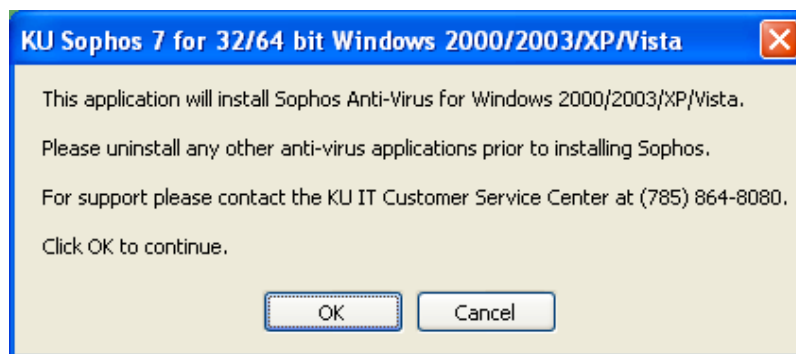 KU Sophos 7 for 32/64 bit Windows 2000/2003/XP/Vista
This application will install Sophos Anti-Virus for Windows 2000/2003/XP/Vista.
Please uninstall any other anti-virus applications prior to installing Sophos.
For support please contact the KU IT Customer Service Center at (785) 864-8080.
Click OK to continue.
OK Cancel